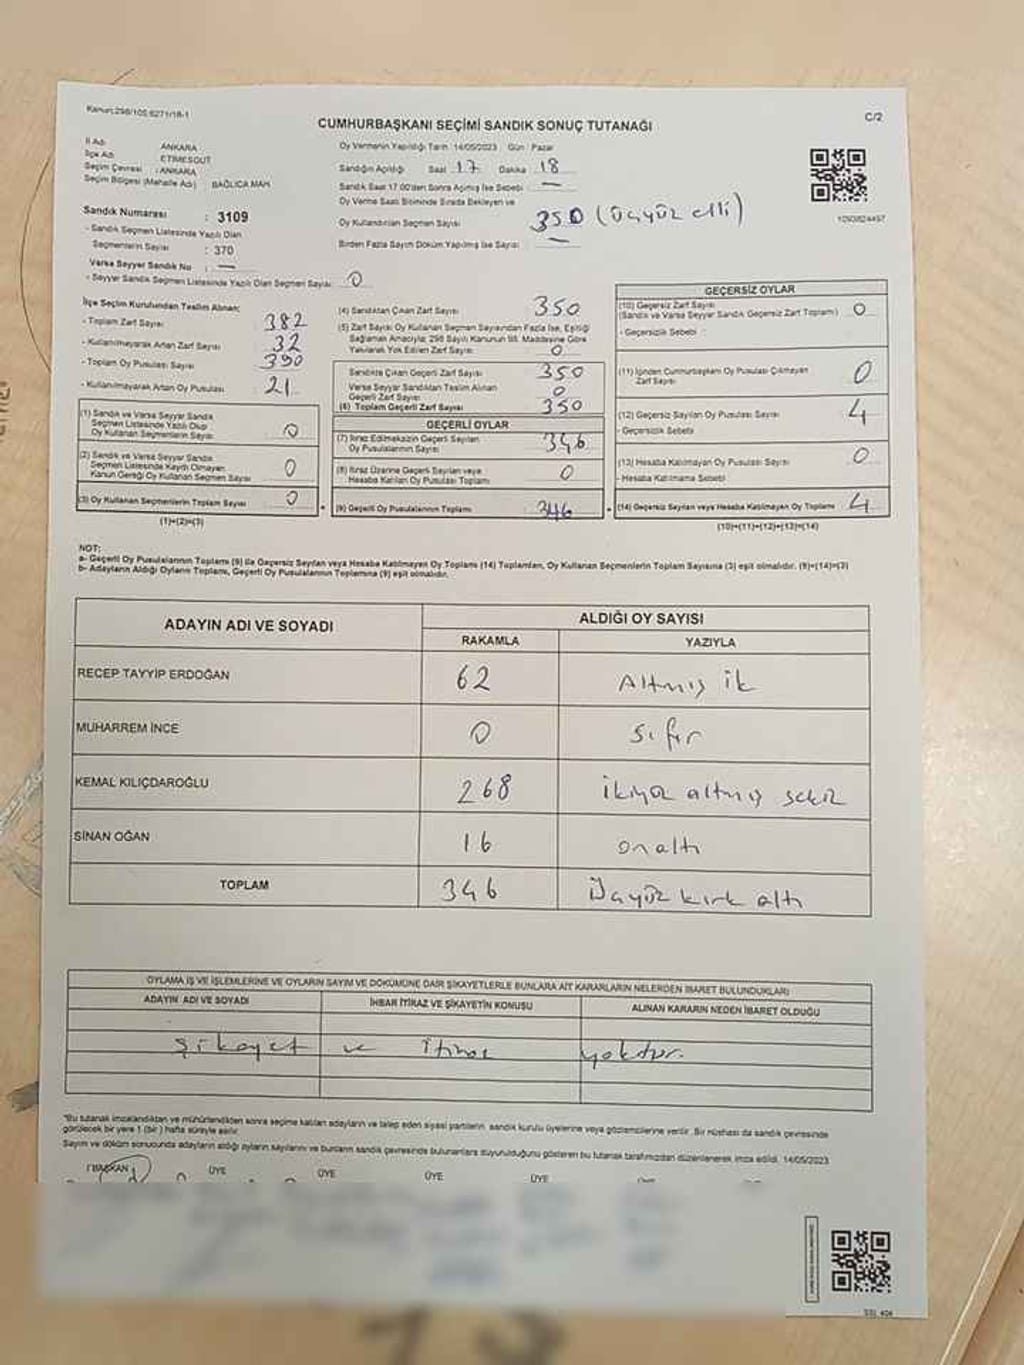 Kanun:298/105 6271/18-1
C/2
CUMHURBAŞKANI SEÇİMİ SANDIK SONUÇ TUTANAĞI
İl Adı : ANKARA
İlçe Adı : ETİMESGUT
Seçim Çevresi : ANKARA
Seçim Bölgesi (Mahalle Adı) BAĞLICA MAH.
Oy Vermenin Yapıldığı Tarih : 14/05/2023 Gün : Pazar
Sandığın Açıldığı Saat 17 Dakika 18
Sandık Saat 17:00'den Sonra Açılmış İse Sebebi : —
Oy Verme Saati Bitiminde Sırada Bekleyen ve
Oy Kullandırılan Seçmen Sayısı 350 (üçyüz elli)
Birden Fazla Sayım Döküm Yapılmış İse Sayısı —
Sandık Numarası : 3109
- Sandık Seçmen Listesinde Yazılı Olan
Seçmenlerin Sayısı : 370
Varsa Seyyar Sandık No : —
- Seyyar Sandık Seçmen Listesinde Yazılı Olan Seçmen Sayısı: 0
İlçe Seçim Kurulundan Teslim Alınan:
- Toplam Zarf Sayısı 382
- Kullanılmayarak Artan Zarf Sayısı 32
- Toplam Oy Pusulası Sayısı 390
- Kullanılmayarak Artan Oy Pusulası 21
(1) Sandık ve Varsa Seyyar Sandık
Seçmen Listesinde Yazılı Olup
Oy Kullanan Seçmenlerin Sayısı 0
(2) Sandık ve Varsa Seyyar Sandık
Seçmen Listesinde Kayıtlı Olmayan
Kanun Gereği Oy Kullanan Seçmen Sayısı 0
(3) Oy Kullanan Seçmenlerin Toplam Sayısı 0
(1)+(2)=(3)
(4) Sandıktan Çıkan Zarf Sayısı 350
(5) Zarf Sayısı Oy Kullanan Seçmen Sayısından Fazla İse, Eşitliği
Sağlamak Amacıyla; 298 Sayılı Kanunun 98. Maddesine Göre
Yakılarak Yok Edilen Zarf Sayısı 0
Sandıkta Çıkan Geçerli Zarf Sayısı 350
Varsa Seyyar Sandıktan Teslim Alınan
Geçerli Zarf Sayısı 0
(6) Toplam Geçerli Zarf Sayısı 350
GEÇERLİ OYLAR
(7) İtiraz Edilmeksizin Geçerli Sayılan
Oy Pusulasının Sayısı 346
(8) İtiraz Üzerine Geçerli Sayılan veya
Hesaba Katılan Oy Pusulası Toplamı 0
(9) Geçerli Oy Pusulalarının Toplamı 346
GEÇERSİZ OYLAR
(10) Geçersiz Zarf Sayısı 0
(Sandık ve Varsa Seyyar Sandık Geçersiz Zarf Toplamı)
- Geçersizlik Sebebi :
(11) İçinden Cumhurbaşkanı Oy Pusulası Çıkmayan
Zarf Sayısı 0
(12) Geçersiz Sayılan Oy Pusulası Sayısı 4
- Geçersizlik Sebebi
(13) Hesaba Katılmayan Oy Pusulası Sayısı 0
- Hesaba Katılmama Sebebi
(14) Geçersiz Sayılan veya Hesaba Katılmayan Oy Toplamı 4
(10)+(11)+(12)+(13)=(14)
NOT:
a- Geçerli Oy Pusulalarının Toplamı (9) ile Geçersiz Sayılan veya Hesaba Katılmayan Oy Toplamı (14) Toplamları, Oy Kullanan Seçmenlerin Toplam Sayısına (3) eşit olmalıdır. (9)+(14)=(3)
b- Adayların Aldığı Oyların Toplamı, Geçerli Oy Pusulalarının Toplamına (9) eşit olmalıdır.
ADAYIN ADI VE SOYADI
ALDIĞI OY SAYISI
RAKAMLA YAZIYLA
RECEP TAYYİP ERDOĞAN 62 Altmış ik
MUHARREM İNCE 0 sıfır
KEMAL KILIÇDAROĞLU 268 ikiyüz altmış sekiz
SİNAN OĞAN 16 onaltı
TOPLAM 346 Üçyüz kırk altı
OYLAMA İŞ VE İŞLEMLERİNE VE OYLARIN SAYIM VE DÖKÜMÜNE DAİR ŞİKAYETLERLE BUNLARA AİT KARARLARIN NELERDEN İBARET BULUNDUKLARI
ADAYIN ADI VE SOYADI İHBAR İTİRAZ VE ŞİKAYETİN KONUSU ALINAN KARARIN NEDEN İBARET OLDUĞU
şikayet ve itiraz yoktur.
*Bu tutanak imzalandıktan ve mühürlendikten sonra seçime katılan adayların ve talep eden siyasi partilerin sandık kurulu üyelerine veya gözlemcilerine verilir. Bir nüshası da sandık çevresinde
görülecek bir yere 1 (bir) hafta süreyle asılır.
Sayım ve döküm sonucunda adayların aldığı oyların sayılarını ve bunların sandık çevresinde bulunanlara duyurulduğunu gösteren bu tutanak tarafımızdan düzenlenerek imza edildi. 14/05/2023
BAŞKAN ÜYE ÜYE ÜYE ÜYE